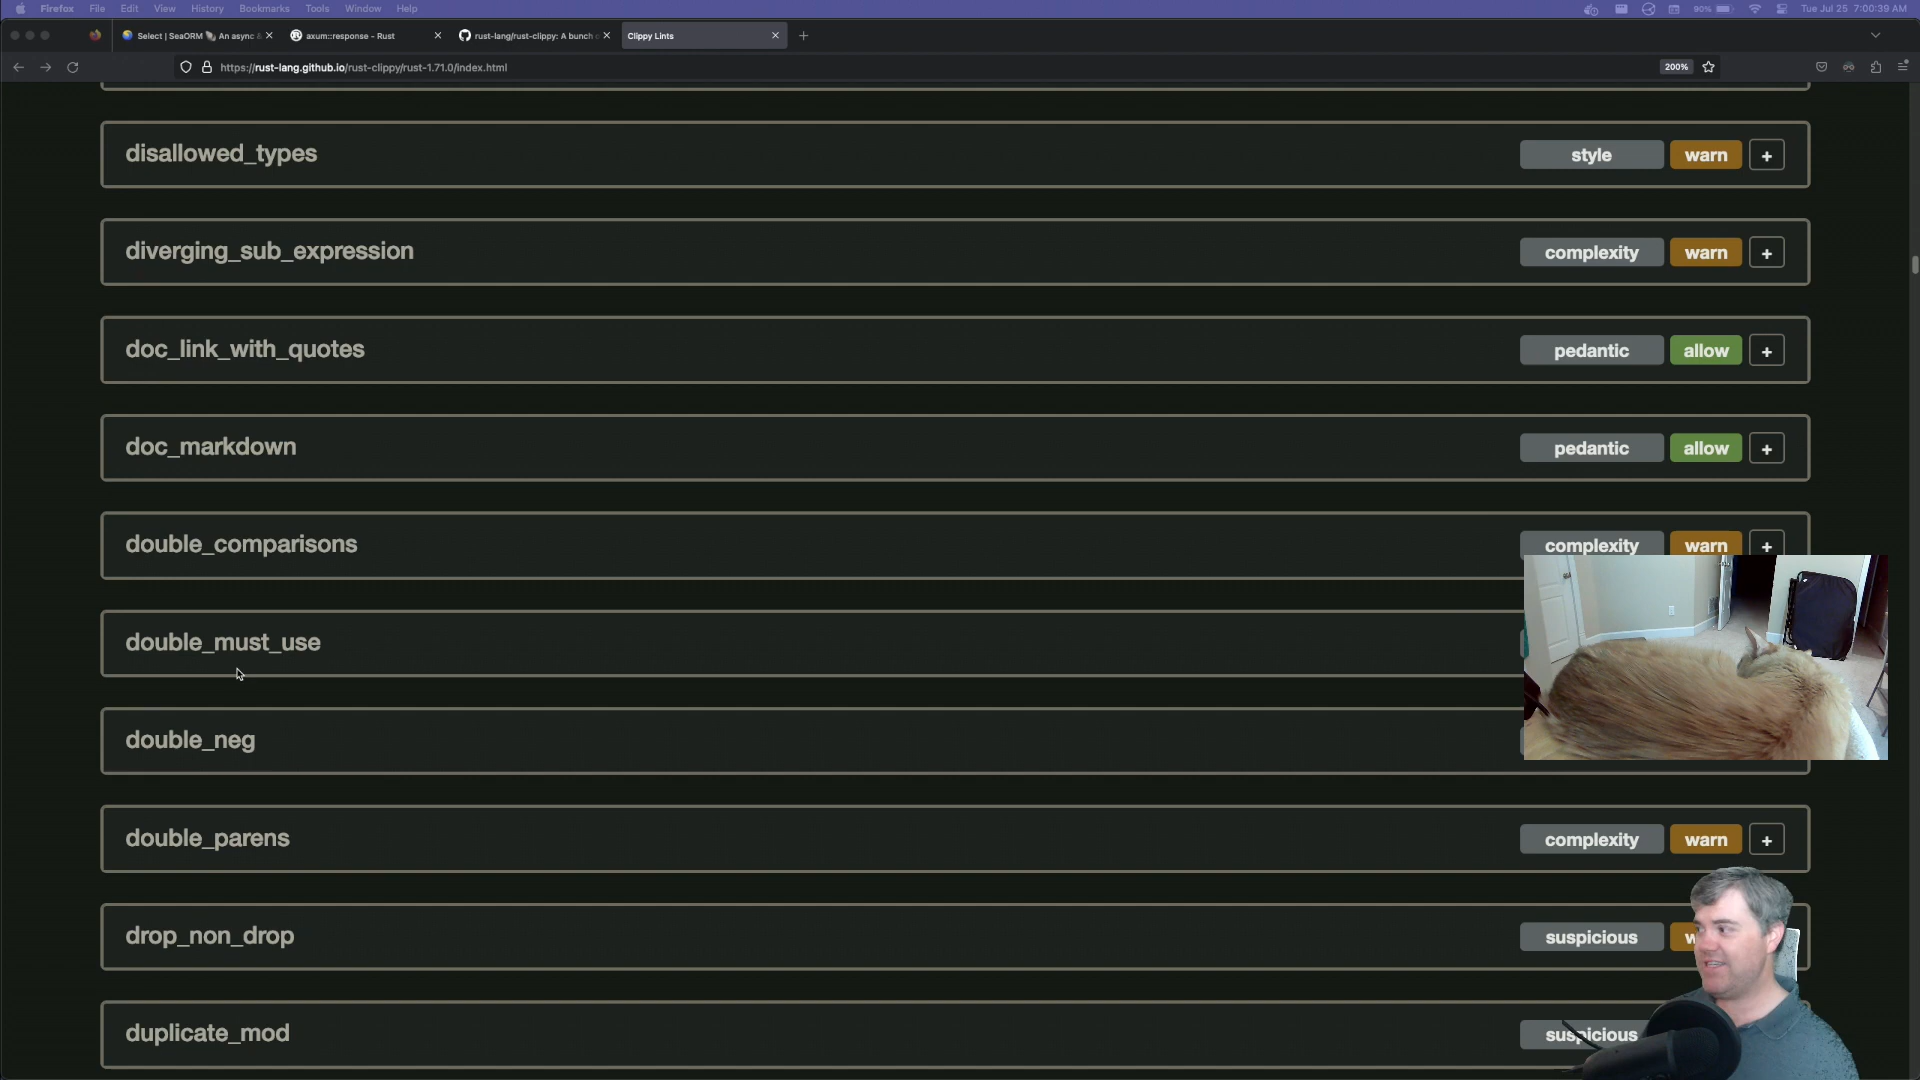 Firefox File Edit View History Bookmarks Tools Window Help 90% Tue Jul 25 7:00:39 AM
Select | SeaORM An async & axum::response - Rust rust-lang/rust-clippy: A bunch Clippy Lints
https://rust-lang.github.io/rust-clippy/rust-1.71.0/index.html 200%
disallowed_types style warn +
diverging_sub_expression complexity warn +
doc_link_with_quotes pedantic allow +
doc_markdown pedantic allow +
double_comparisons complexity warn +
double_must_use
double_neg
double_parens complexity warn +
drop_non_drop suspicious w
duplicate_mod suspicious